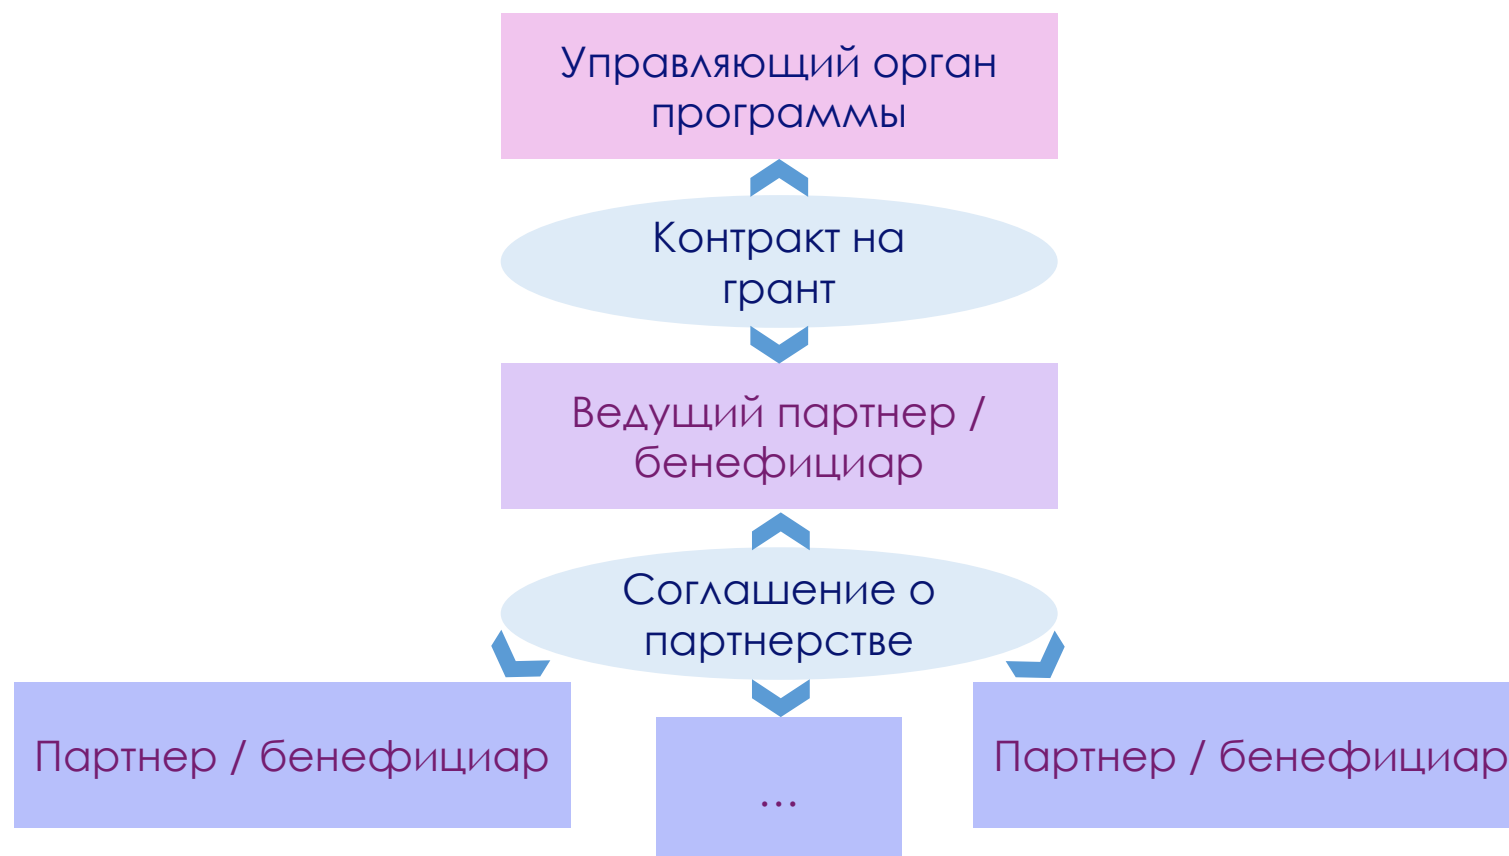 Управляющий орган
программы
Контракт на
грант
Ведущий партнер /
бенефициар
Соглашение о
партнерстве
Партнер / бенефициар
...
Партнер / бенефициар